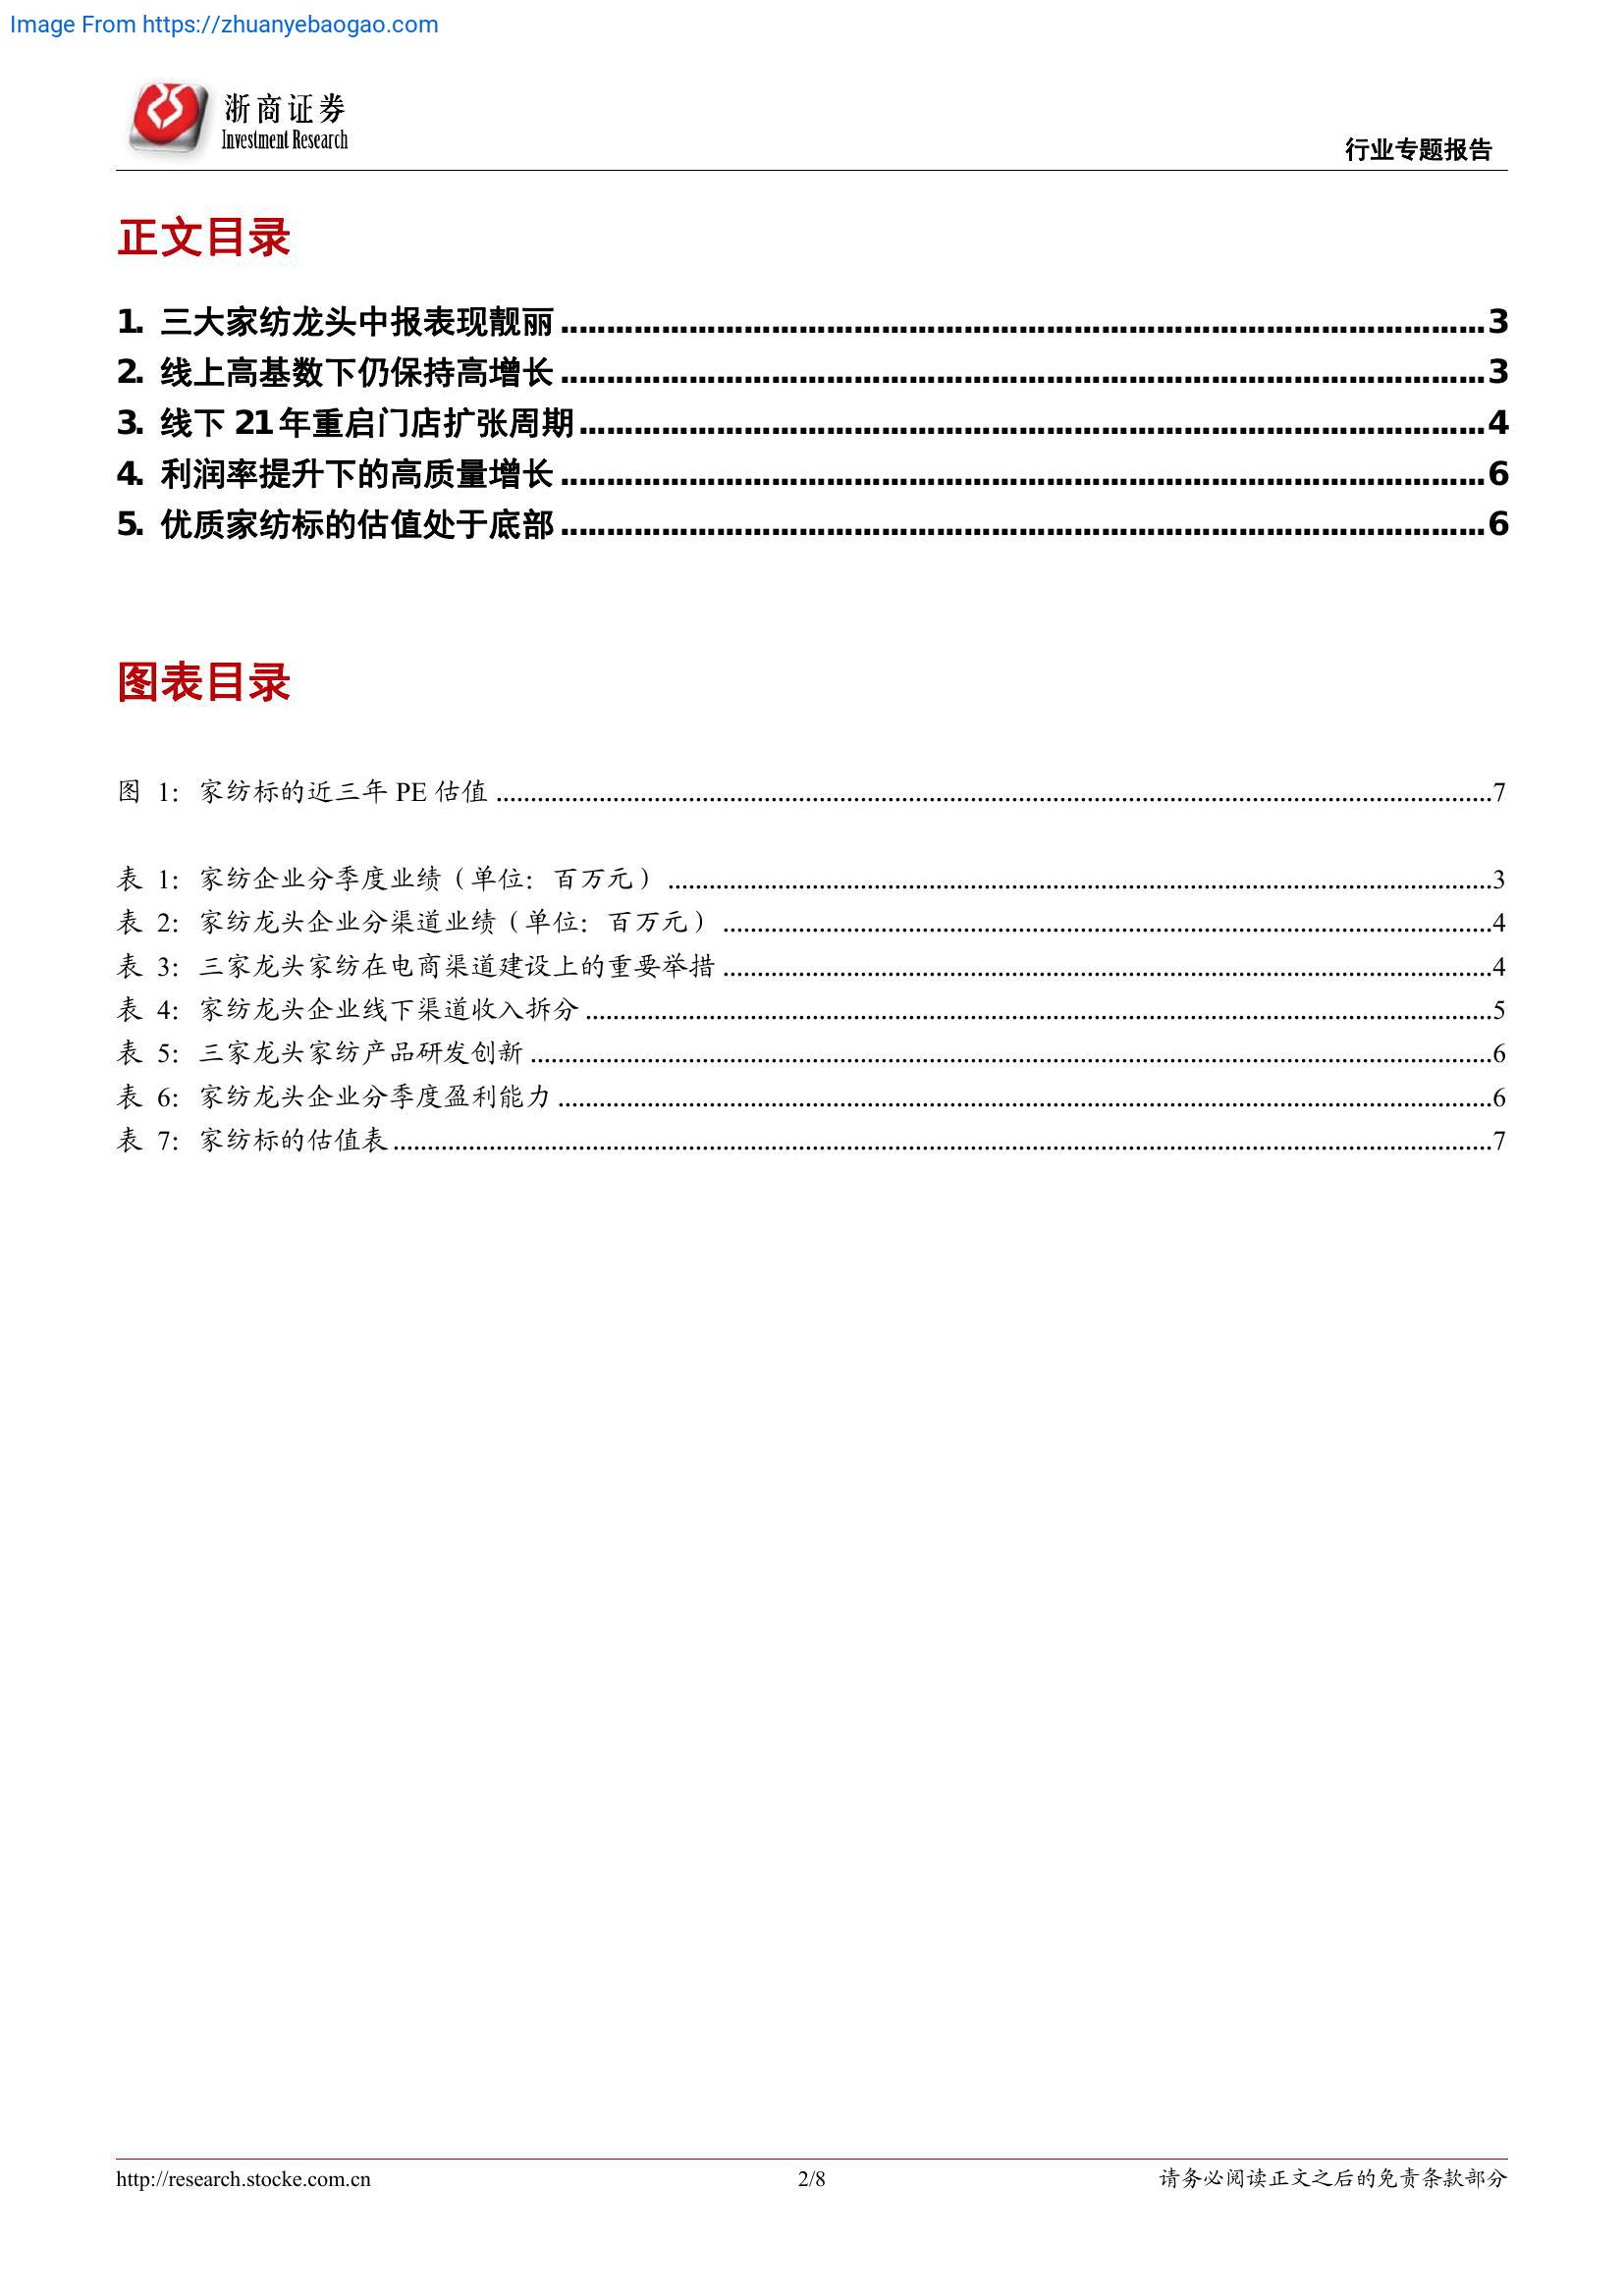 Image From https://zhuanyebaogao.com
浙商证券
Investment Research
行业专题报告
正文目录
1. 三大家纺龙头中报表现靓丽 3
2. 线上高基数下仍保持高增长 3
3. 线下 21 年重启门店扩张周期 4
4. 利润率提升下的高质量增长 6
5. 优质家纺标的估值处于底部 6
图表目录
图 1： 家纺标的近三年 PE 估值 7
表 1： 家纺企业分季度业绩（单位：百万元） 3
表 2： 家纺龙头企业分渠道业绩（单位：百万元） 4
表 3： 三家龙头家纺在电商渠道建设上的重要举措 4
表 4： 家纺龙头企业线下渠道收入拆分 5
表 5： 三家龙头家纺产品研发创新 6
表 6： 家纺龙头企业分季度盈利能力 6
表 7： 家纺标的估值表 7
http://research.stocke.com.cn 2/8 请务必阅读正文之后的免责条款部分